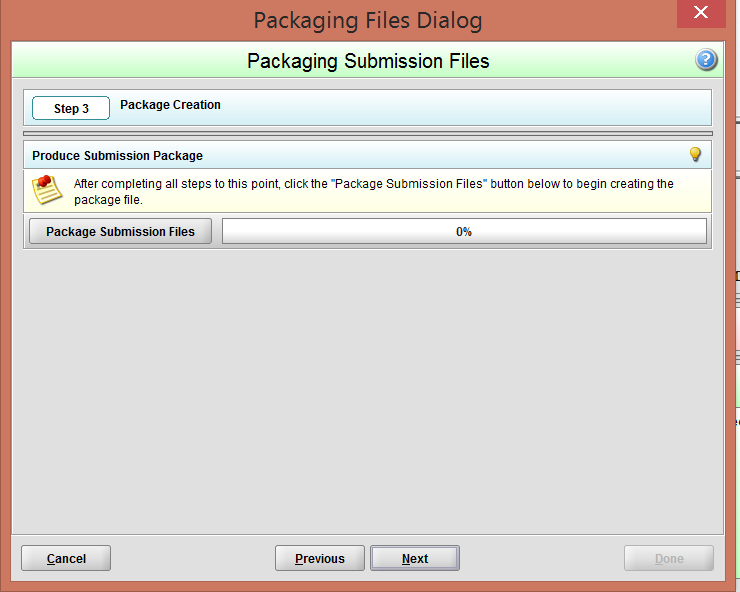 Packaging Files Dialog
Packaging Submission Files
?
Step 3
Package Creation
Produce Submission Package
After completing all steps to this point, click the "Package Submission Files" button below to begin creating the
package file.
Package Submission Files
0%
Cancel
Previous
Next
Done